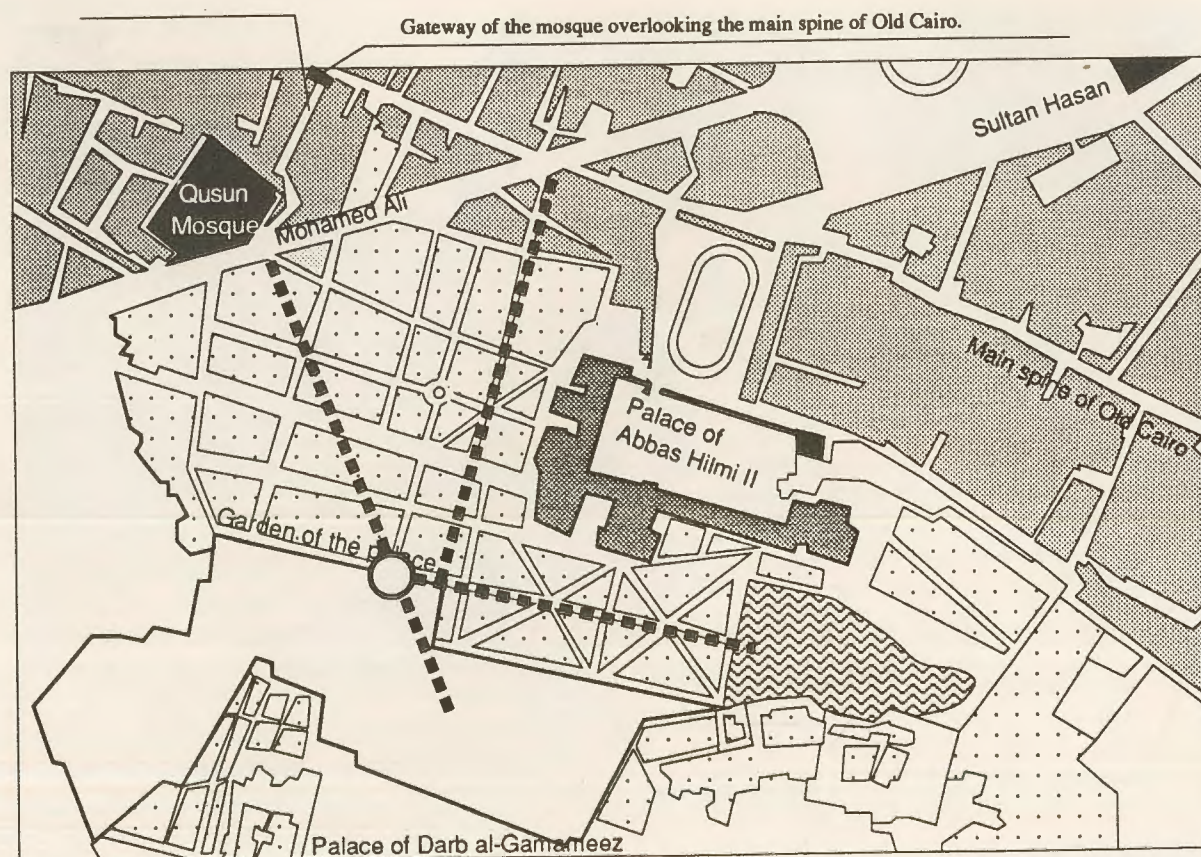 Gateway of the mosque overlooking the main spine of Old Cairo.
Sultan Hasan
Qusun
Mosque
Mohamed Ali
Main spine of Old Cairo
Palace of
Abbas Hilmi II
Garden of the palace
Palace of Darb al-Gamameez